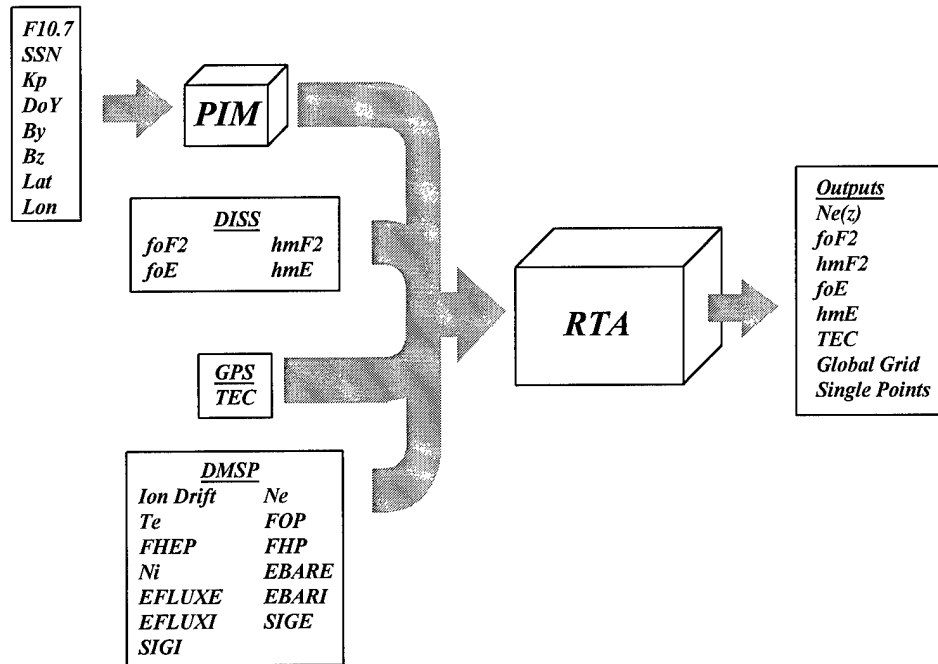 F10.7
SSN
Kp
DoY
By
Bz
Lat
Lon
PIM
DISS
foF2 hmF2
foE hmE
GPS
TEC
DMSP
Ion Drift Ne
Te FOP
FHEP FHP
Ni EBARE
EFLUXE EBARI
EFLUXI SIGE
SIGI
RTA
Outputs
Ne(z)
foF2
hmF2
foE
hmE
TEC
Global Grid
Single Points